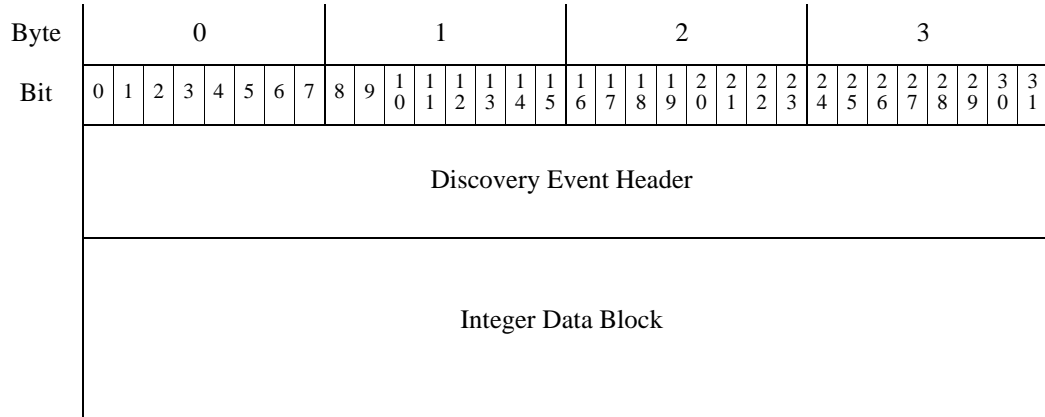 Byte 0 1 2 3
Bit 0 1 2 3 4 5 6 7 8 9 10 11 12 13 14 15 16 17 18 19 20 21 22 23 24 25 26 27 28 29 30 31
Discovery Event Header
Integer Data Block